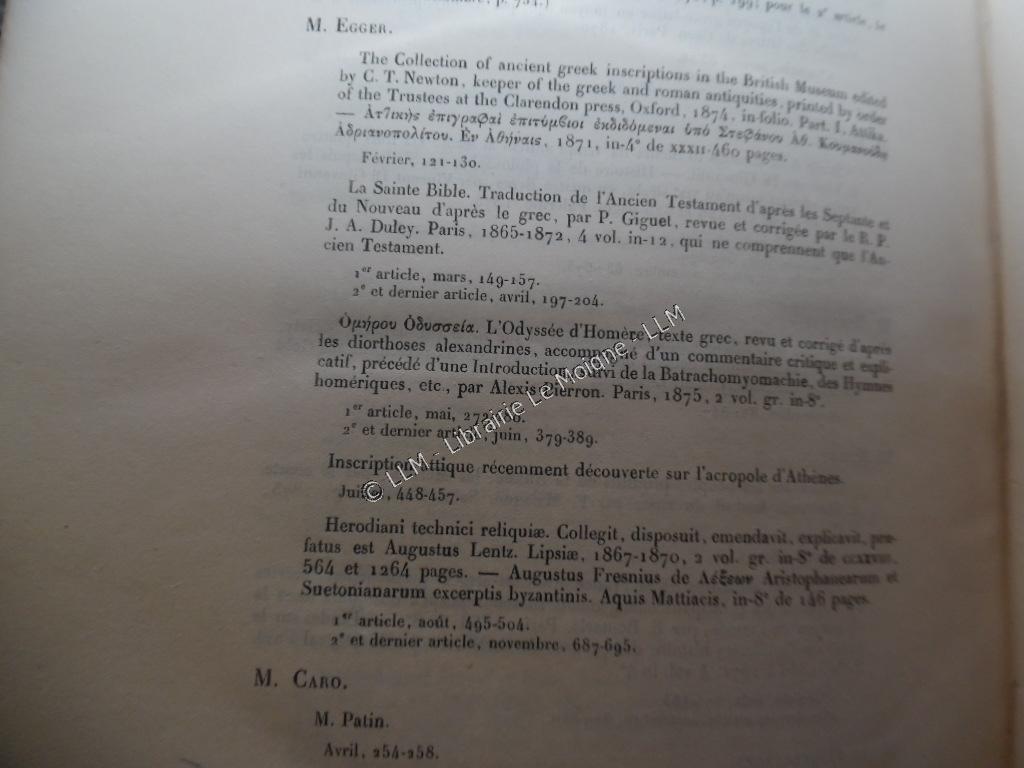 pour le 2e article, le
M. EGGER.
The Collection of ancient greek inscriptions in the British Museum edited
by C. T. Newton, keeper of the greek and roman antiquities, printed by order
of the Trustees at the Clarendon press, Oxford, 1874, in-folio. Part. I. Attika.
— Ἀτ7ικῆς ἐπιγραφαὶ ἐπιτύμβιοι ἐκδιδόμεναι ὑπὸ Στεφάνου Ἀθ. Κουμανούδη
Ἀδριανοπολίτου. Ἐν Ἀθήναις, 1871, in-4° de XXXII-460 pages.
Février, 121-130.
La Sainte Bible. Traduction de l'Ancien Testament d'après les Septante et
du Nouveau d'après le grec, par P. Giguet, revue et corrigée par le R. P.
J. A. Duley. Paris, 1865-1872, 4 vol. in-12, qui ne comprennent que l'An-
cien Testament.
1er article, mars, 149-157.
2e et dernier article, avril, 197-204.
Ὁμήρου Ὀδυσσεία. L'Odyssée d'Homère, texte grec, revu et corrigé d'après
les diorthoses alexandrines, accompagné d'un commentaire critique et expli-
catif, précédé d'une Introduction, suivi de la Batrachomyomachie, des Hymnes
homériques, etc., par Alexis Pierron. Paris, 1875, 2 vol. gr. in-8°.
1er article, mai,
2e et dernier article, juin, 379-389.
Inscription attique récemment découverte sur l'acropole d'Athènes.
448-457.
Herodiani technici reliquiæ. Collegit, disposuit, emendavit, explicavit, præ-
fatus est Augustus Lentz. Lipsiæ, 1867-1870, 2 vol. gr. in-8° de
564 et 1264 pages. — Augustus Fresnius de Λέξεων Aristophanearum et
Suetonianarum excerptis byzantinis. Aquis Mattiacis, in-8° de 146 pages.
1er article, août, 495-504.
2e et dernier article, novembre, 687-695.
M. CARO.
M. Patin.
Avril, 254-258.
© LLM - Librairie Le Moigne - LLM